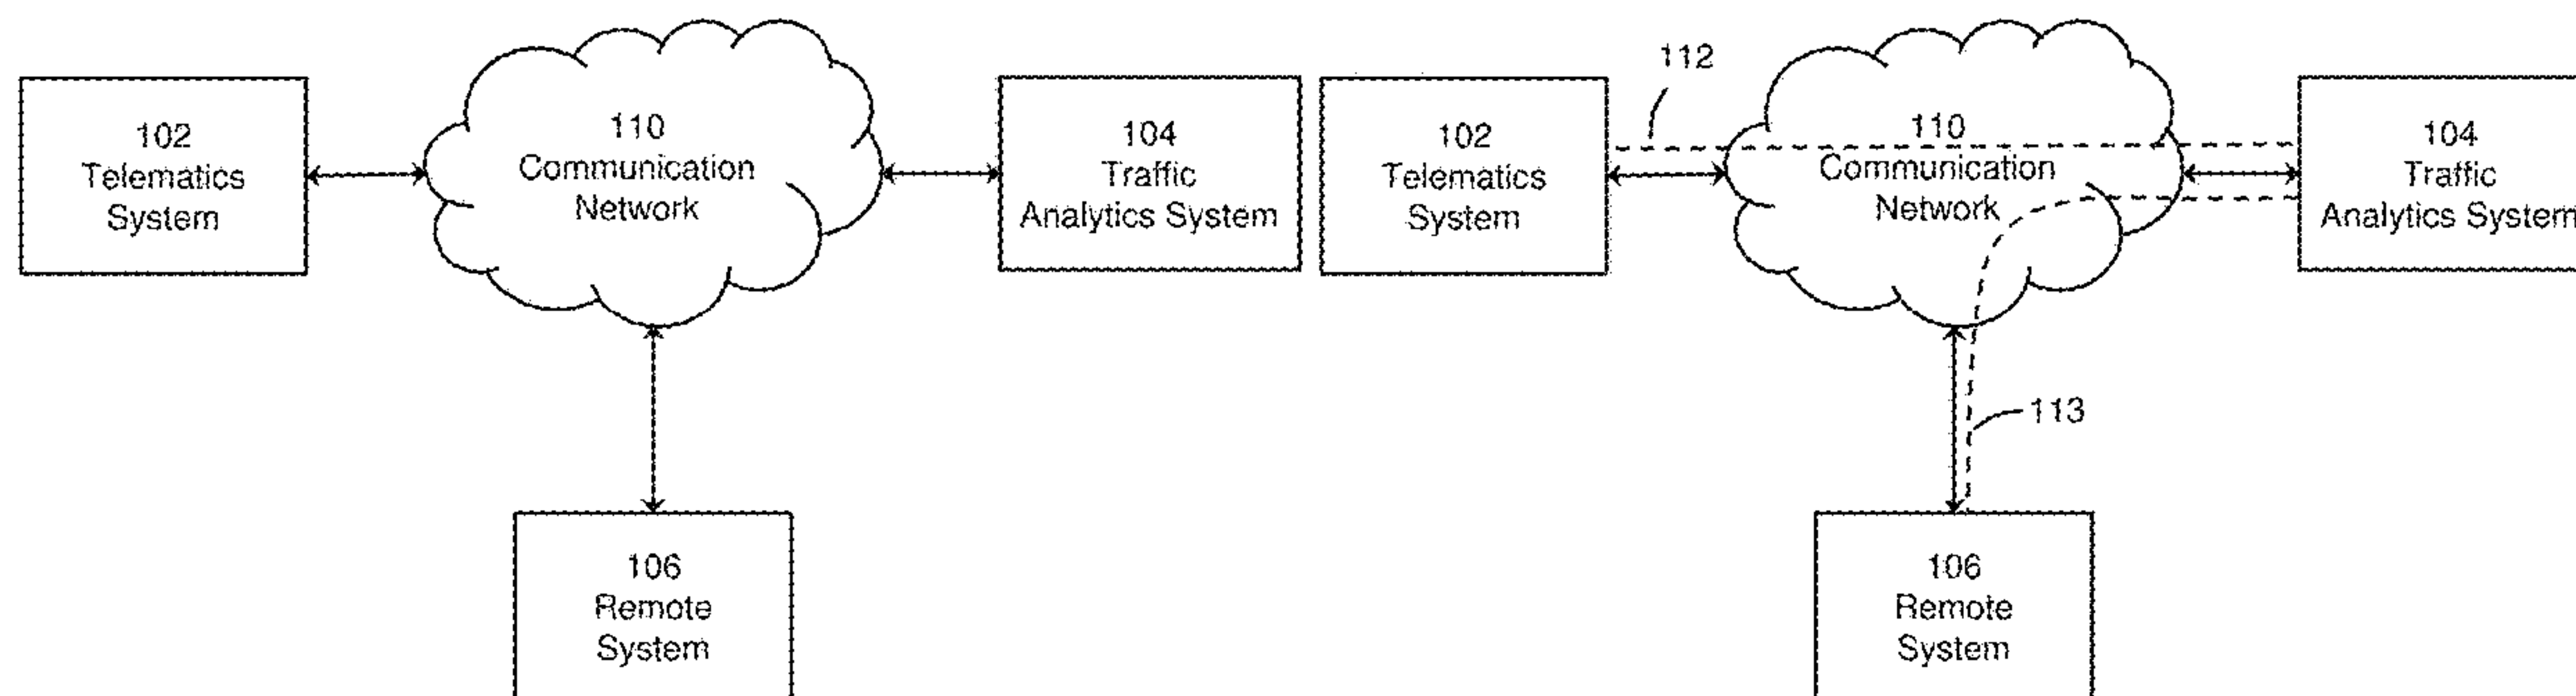 102
Telematics
System
110
Communication
Network
104
Traffic
Analytics System
106
Remote
System
112
102
Telematics
System
110
Communication
Network
104
Traffic
Analytics System
113
106
Remote
System